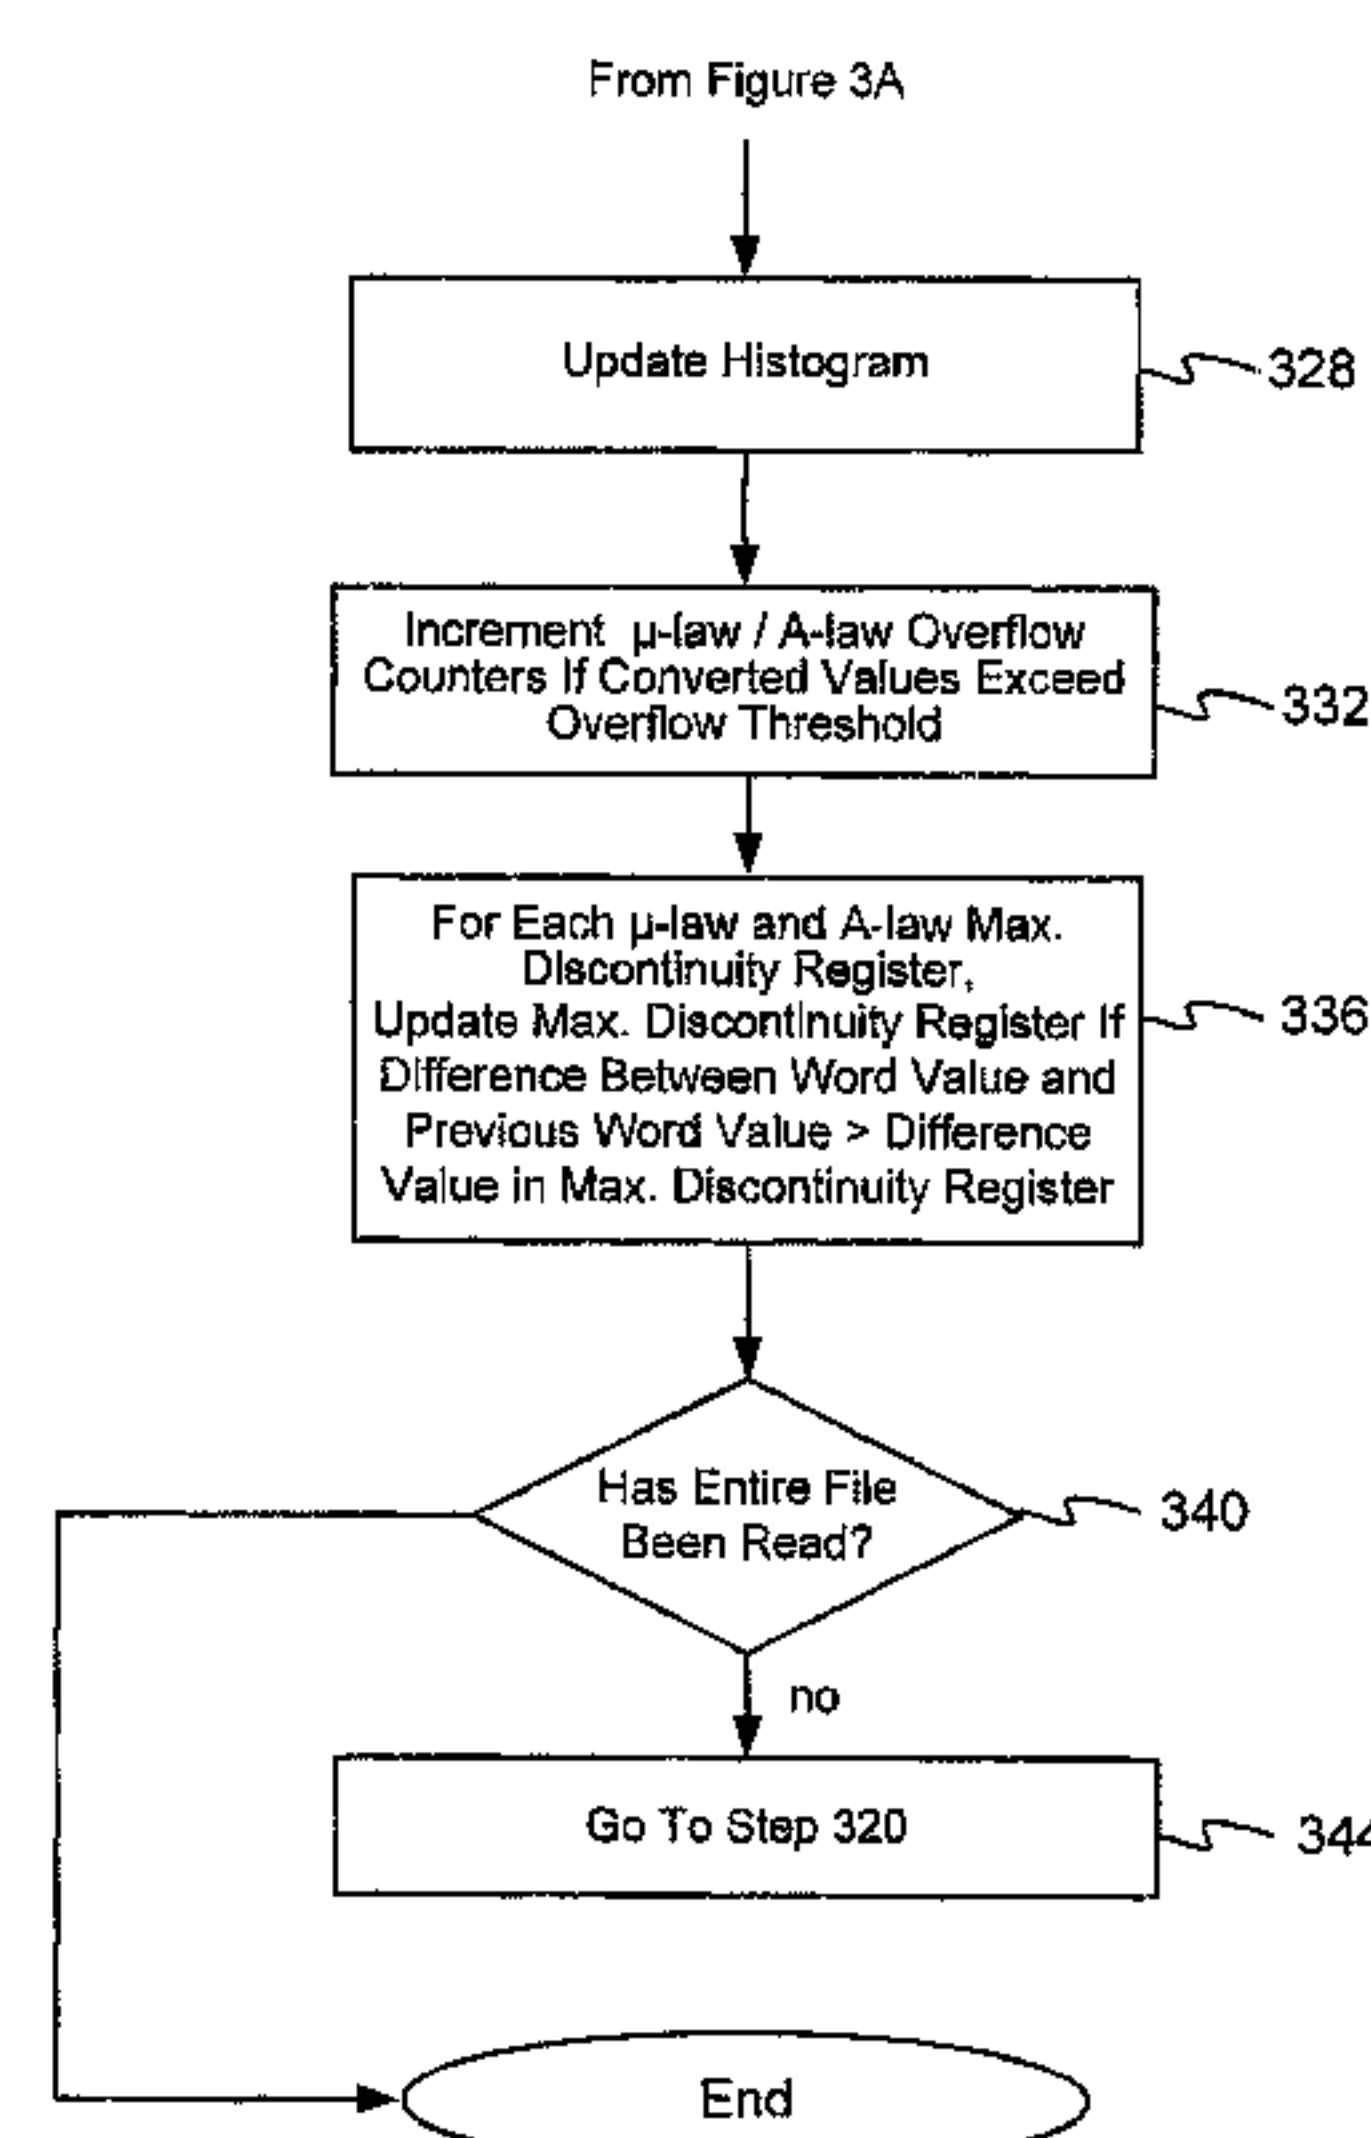 From Figure 3A
Update Histogram
328
Increment µ-law / A-law Overflow
Counters If Converted Values Exceed
Overflow Threshold
332
For Each µ-law and A-law Max.
Discontinuity Register,
Update Max. Discontinuity Register If
Difference Between Word Value and
Previous Word Value > Difference
Value in Max. Discontinuity Register
336
Has Entire File
Been Read?
340
no
Go To Step 320
344
End